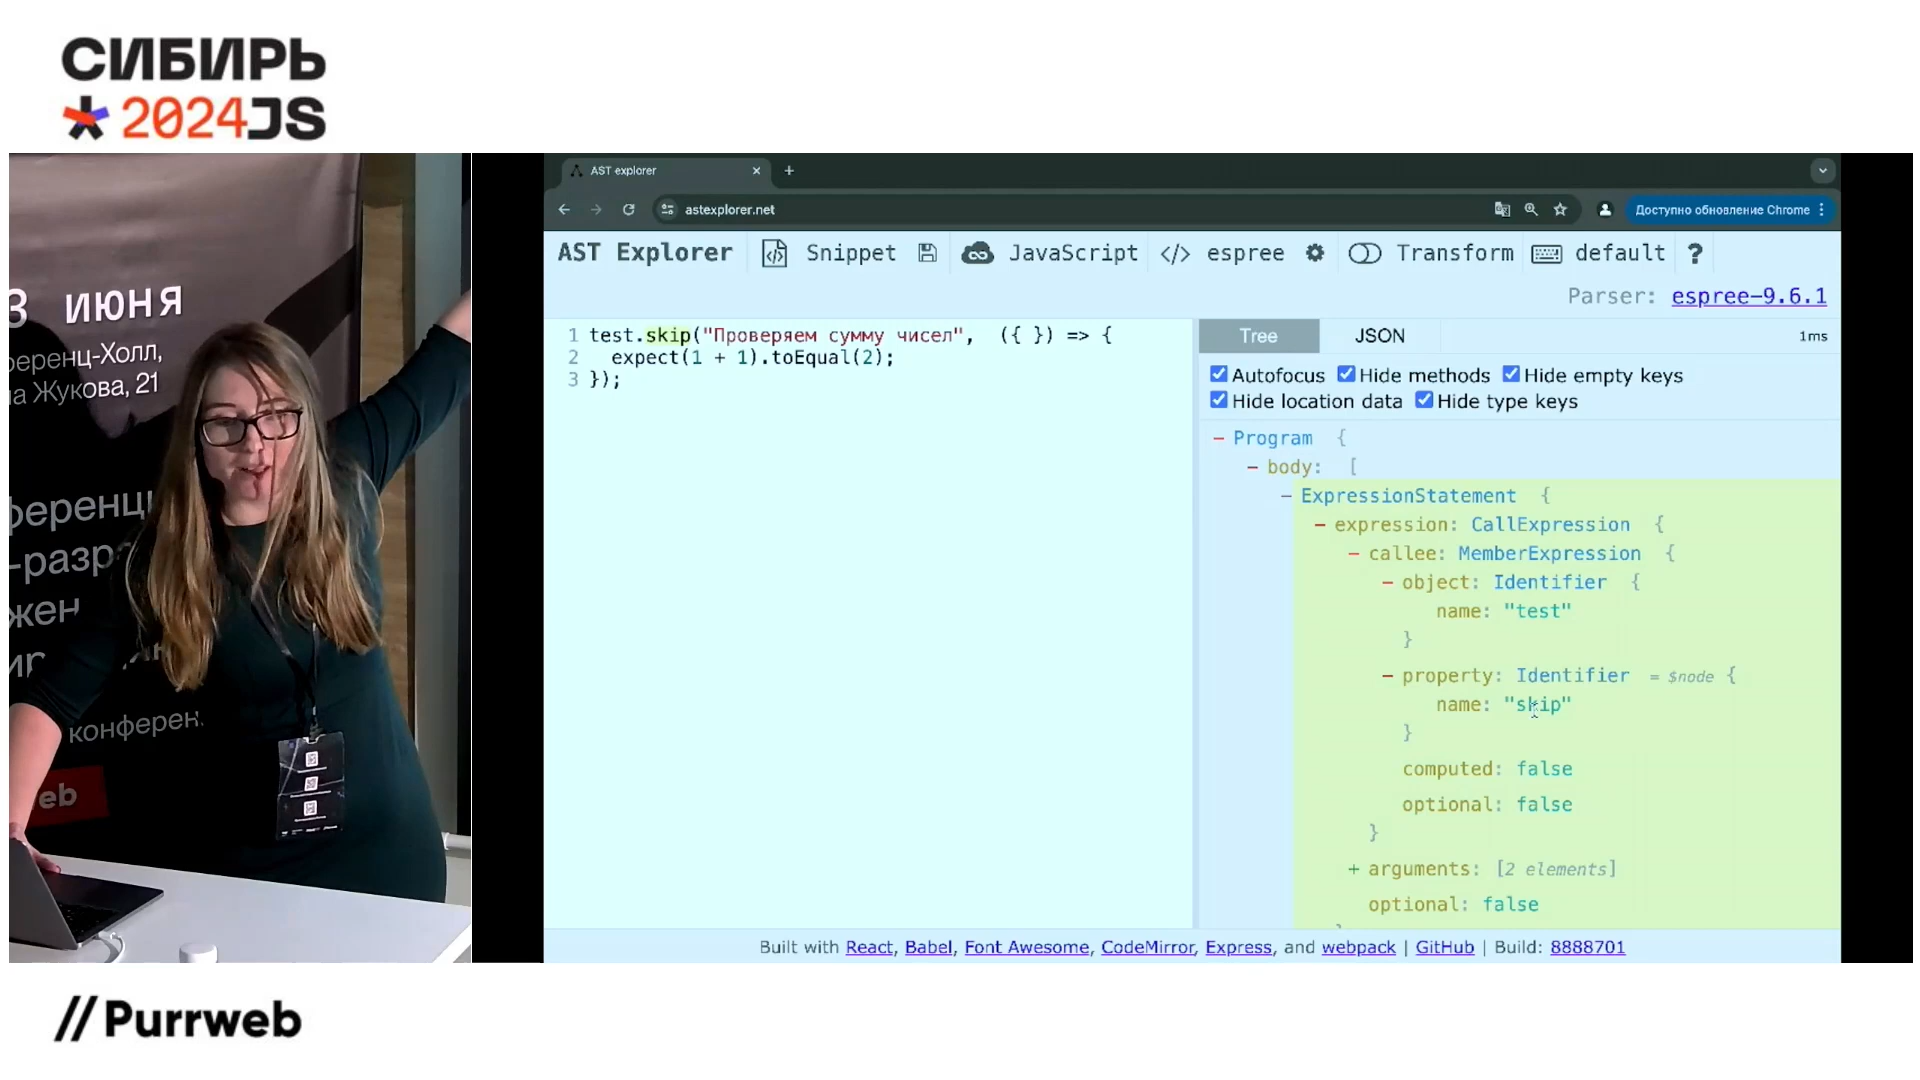 СИБИРЬ
2024JS
3 ИЮНЯ
ференц-Холл,
а Жукова, 21
ференц
-разр
жен
конферен.
eb
AST explorer
astexplorer.net
Доступно обновление Chrome
AST Explorer Snippet JavaScript </> espree Transform default ?
Parser: espree-9.6.1
1 test.skip("Проверяем сумму чисел", ({ }) => {
2 expect(1 + 1).toEqual(2);
3 });
Tree JSON 1ms
Autofocus Hide methods Hide empty keys
Hide location data Hide type keys
– Program {
– body: [
– ExpressionStatement {
– expression: CallExpression {
– callee: MemberExpression {
– object: Identifier {
name: "test"
}
– property: Identifier = $node {
name: "skip"
}
computed: false
optional: false
}
+ arguments: [2 elements]
optional: false
Built with React, Babel, Font Awesome, CodeMirror, Express, and webpack | GitHub | Build: 8888701
//Purrweb